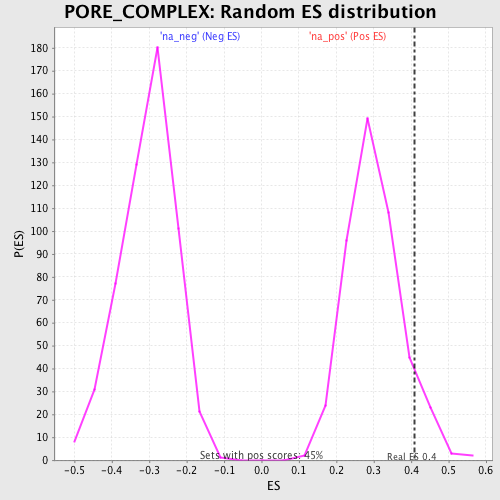 PORE_COMPLEX: Random ES distribution
'na_neg' (Neg ES)
'na_pos' (Pos ES)
180
170
160
150
140
130
120
110
100
90
80
70
60
50
40
30
20
10
0
P(ES)
Sets with pos scores: 45%
Real ES 0.4
-0.5 -0.4 -0.3 -0.2 -0.1 0.0 0.1 0.2 0.3 0.4 0.5 0.6
ES